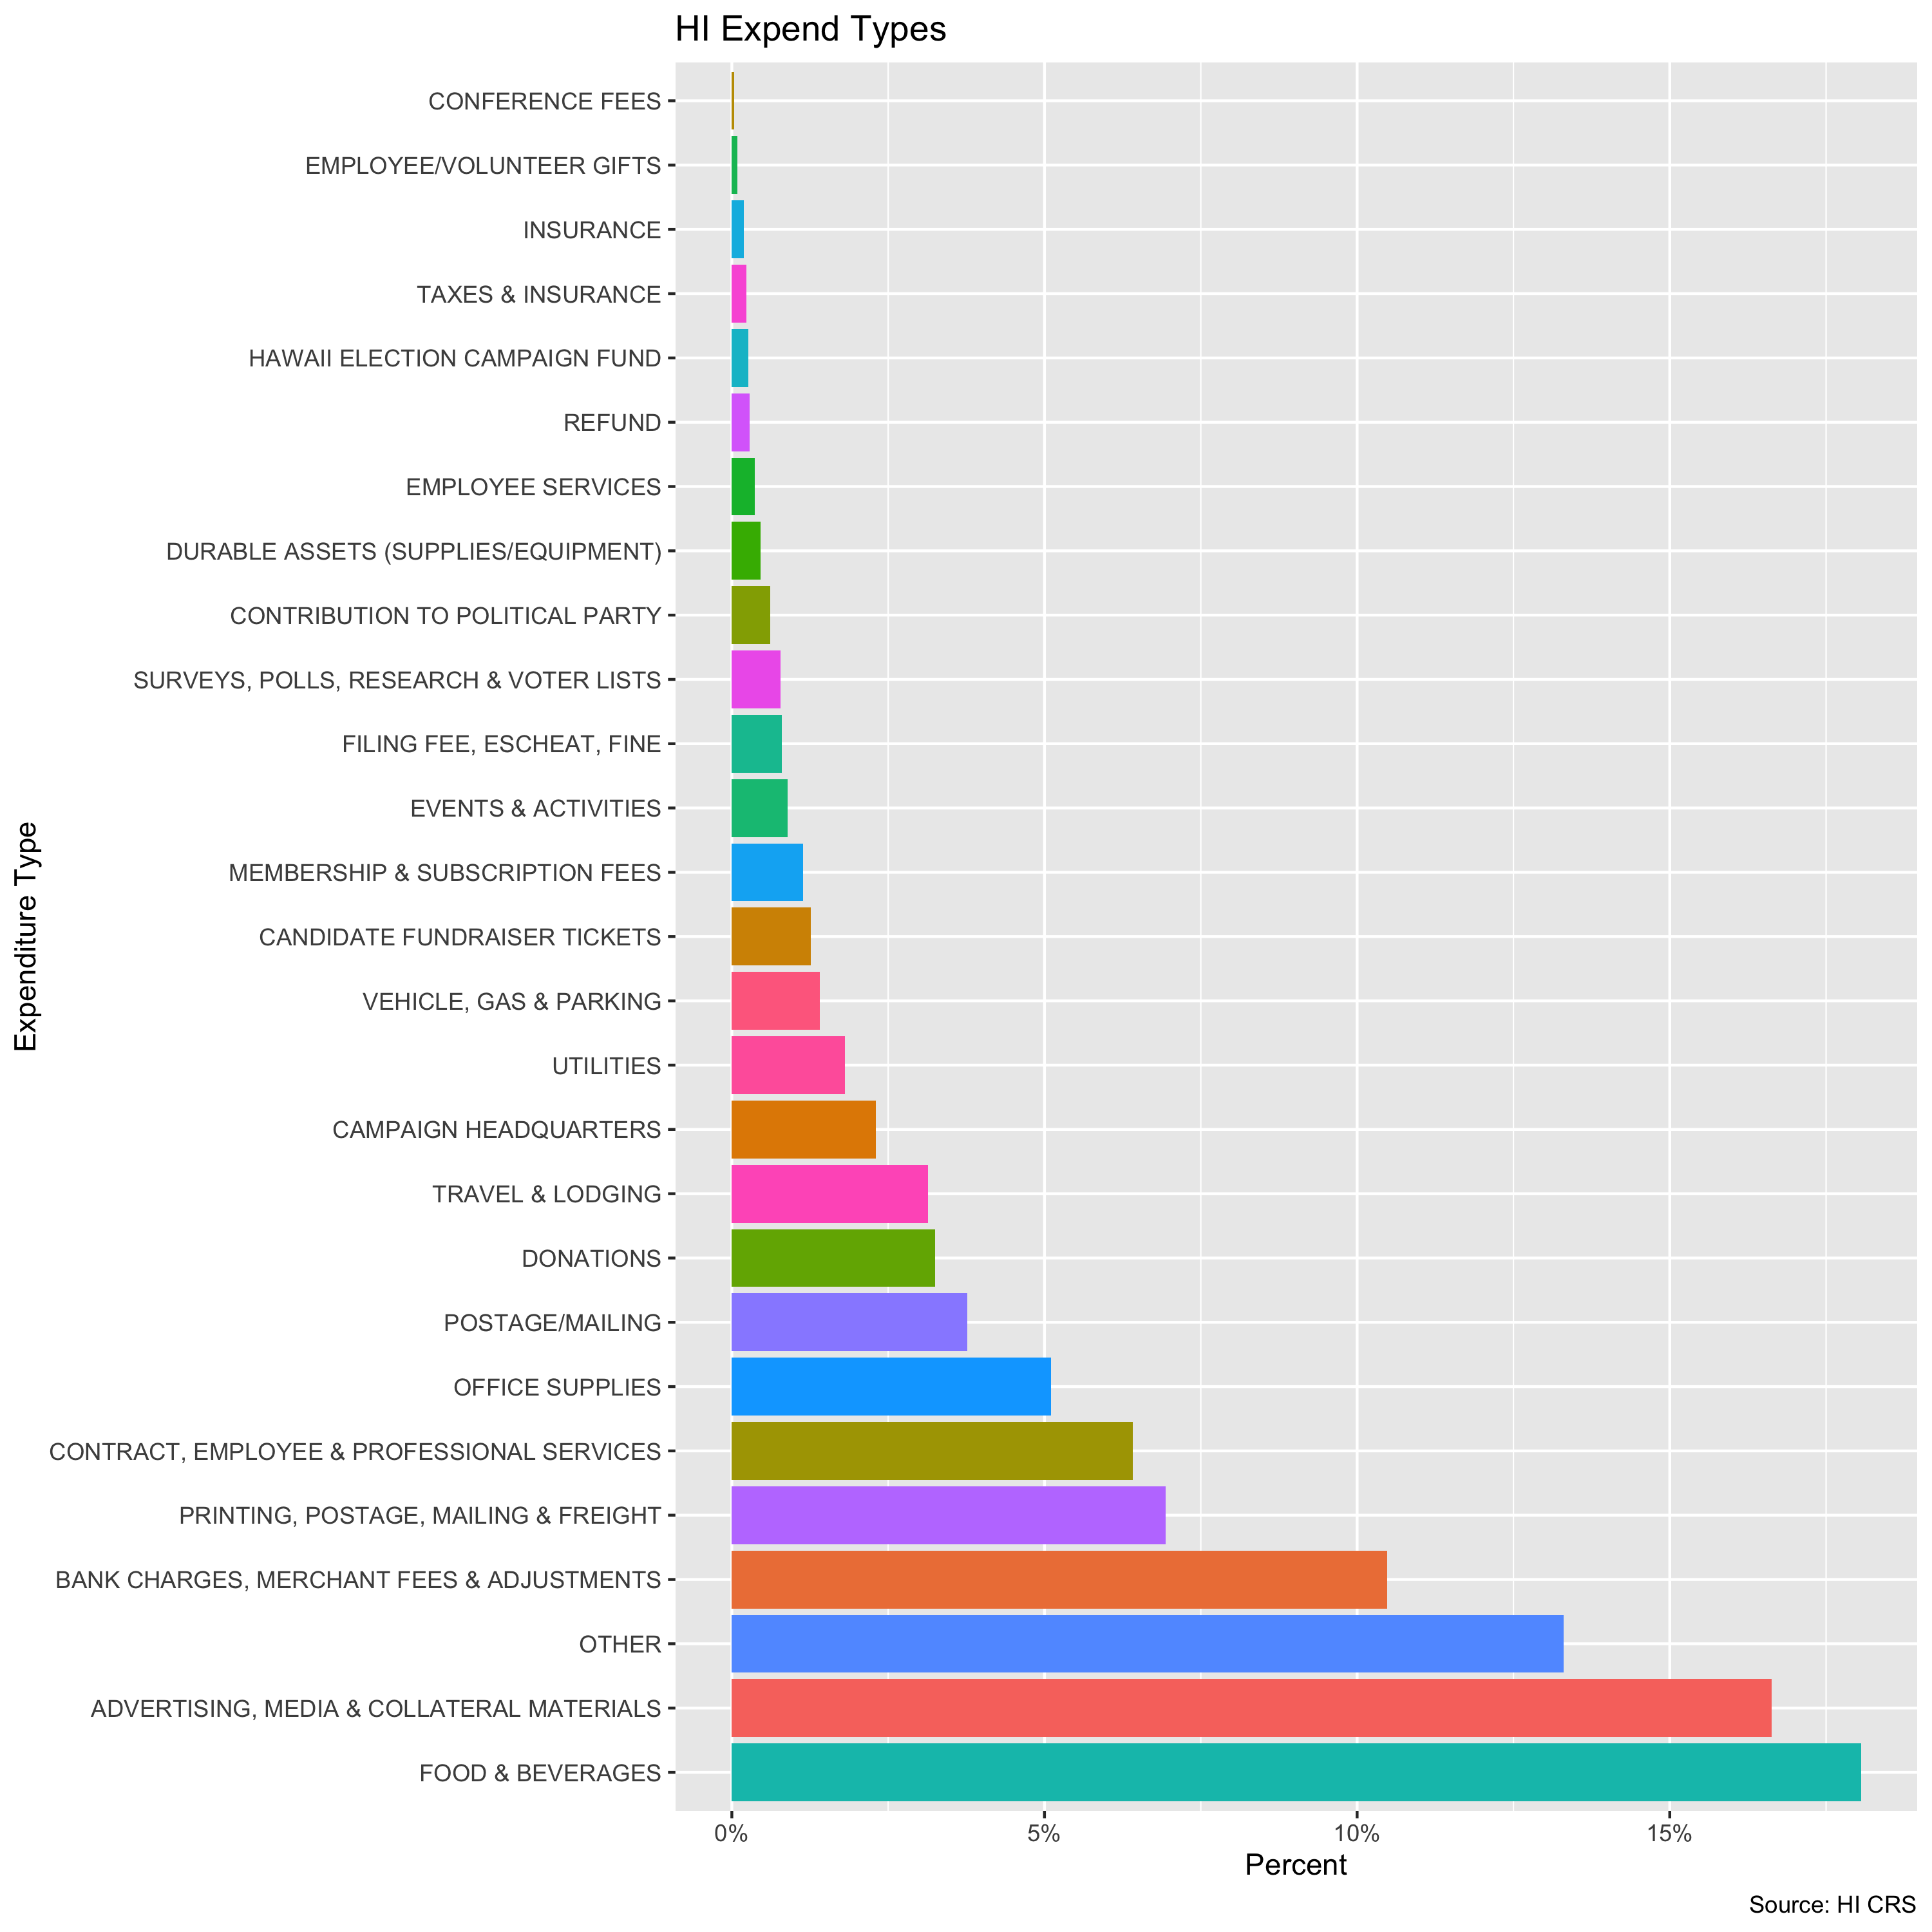 HI Expend Types
CONFERENCE FEES
EMPLOYEE/VOLUNTEER GIFTS
INSURANCE
TAXES & INSURANCE
HAWAII ELECTION CAMPAIGN FUND
REFUND
EMPLOYEE SERVICES
DURABLE ASSETS (SUPPLIES/EQUIPMENT)
CONTRIBUTION TO POLITICAL PARTY
SURVEYS, POLLS, RESEARCH & VOTER LISTS
FILING FEE, ESCHEAT, FINE
EVENTS & ACTIVITIES
MEMBERSHIP & SUBSCRIPTION FEES
CANDIDATE FUNDRAISER TICKETS
VEHICLE, GAS & PARKING
UTILITIES
CAMPAIGN HEADQUARTERS
TRAVEL & LODGING
DONATIONS
POSTAGE/MAILING
OFFICE SUPPLIES
CONTRACT, EMPLOYEE & PROFESSIONAL SERVICES
PRINTING, POSTAGE, MAILING & FREIGHT
BANK CHARGES, MERCHANT FEES & ADJUSTMENTS
OTHER
ADVERTISING, MEDIA & COLLATERAL MATERIALS
FOOD & BEVERAGES
Expenditure Type
0% 5% 10% 15%
Percent
Source: HI CRS